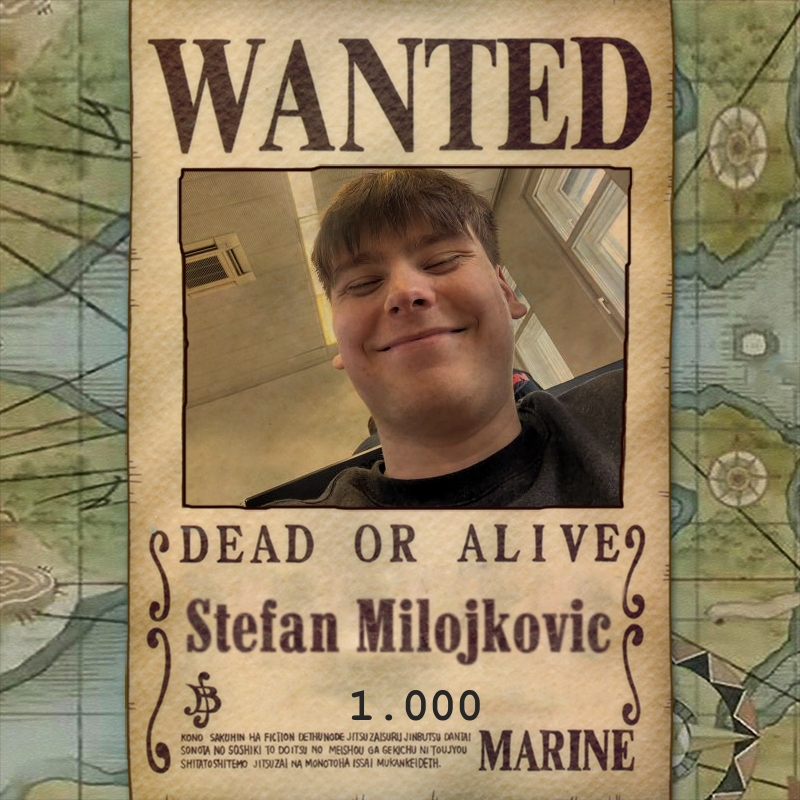 WANTED
DEAD OR ALIVE
Stefan Milojkovic
1.000
KONO SAKUHIN HA FICTION DETHUNODE JITSUZAISURU JINBUTSU DANTAI
SONOTA NO SOSHIKI TO DOITSU NO MEISHOU GA GEKICHU NI TOUJYOU
SHITATOSHITEMO JITSUZAI NA MONOTOHA ISSAI MUKANKEIDETH.
MARINE